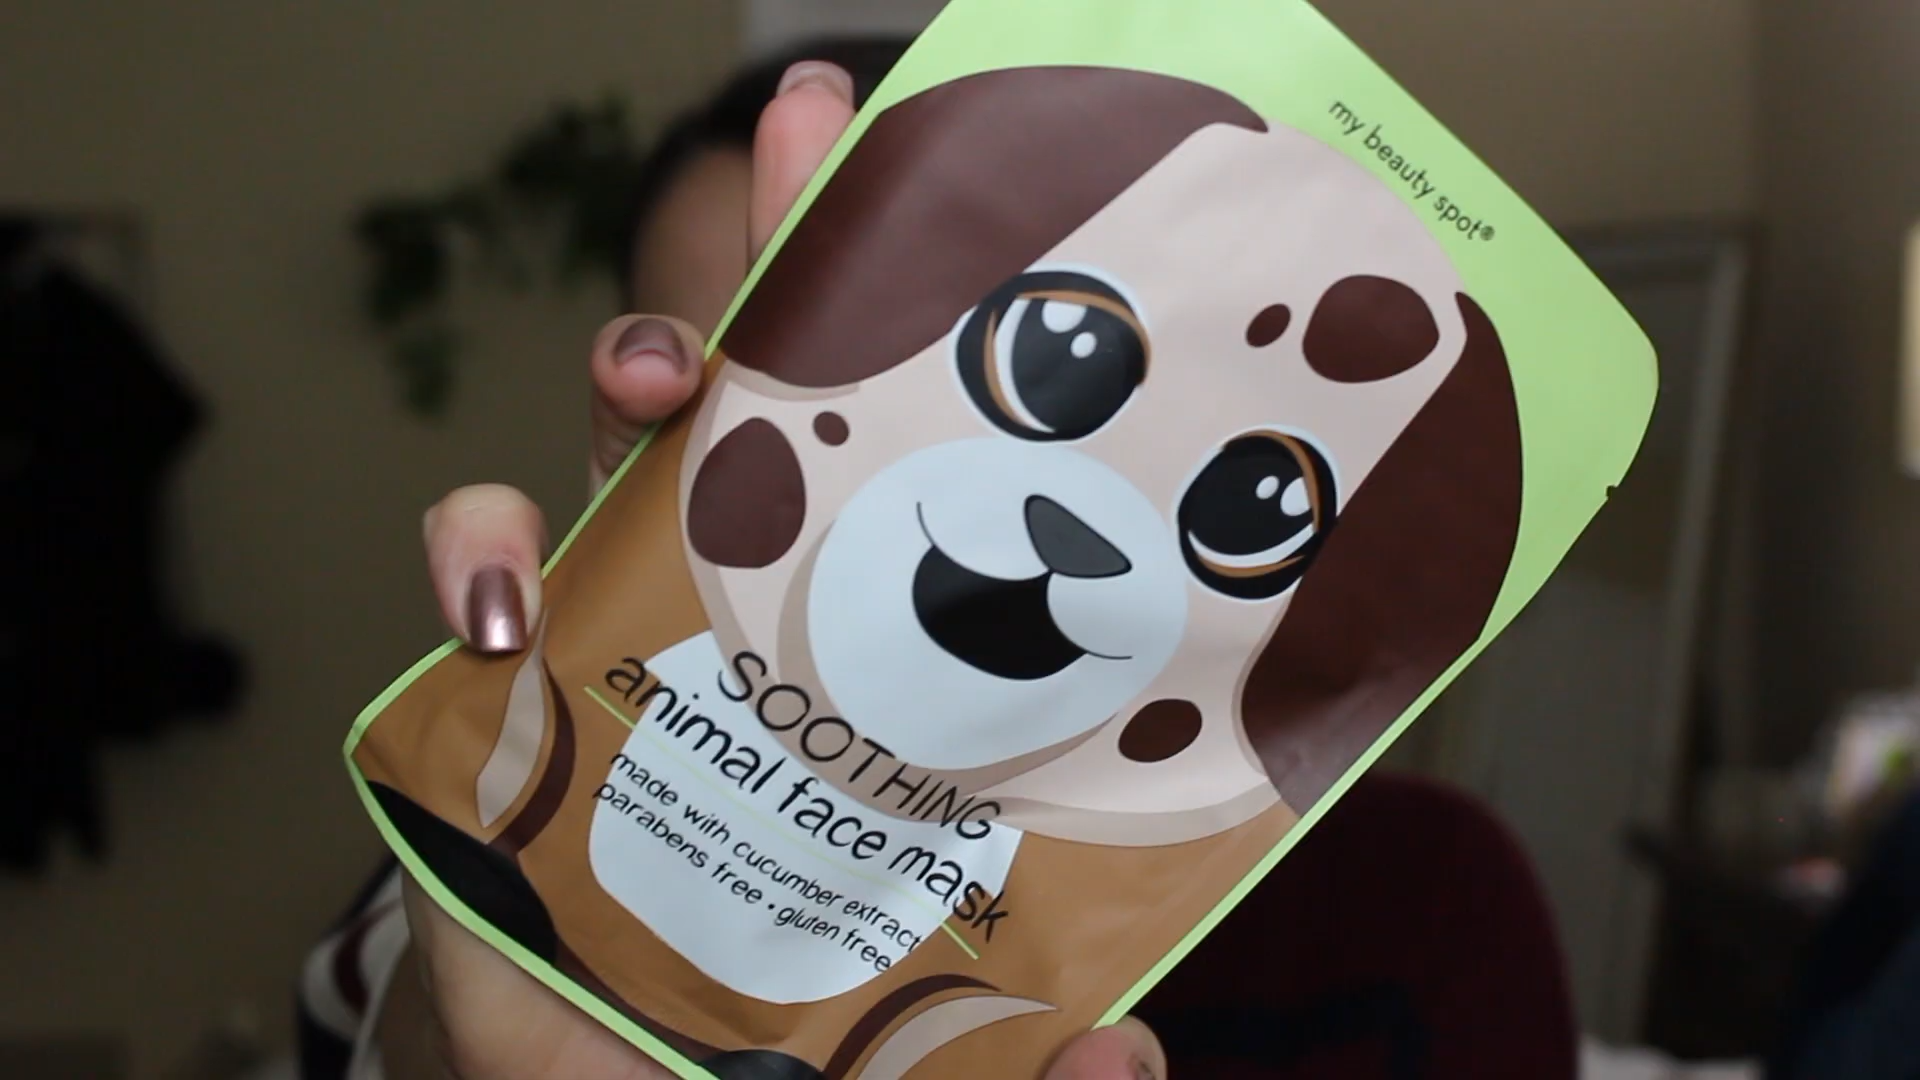 my beauty spot®
SOOTHING
animal face mask
made with cucumber extract
parabens free • gluten free